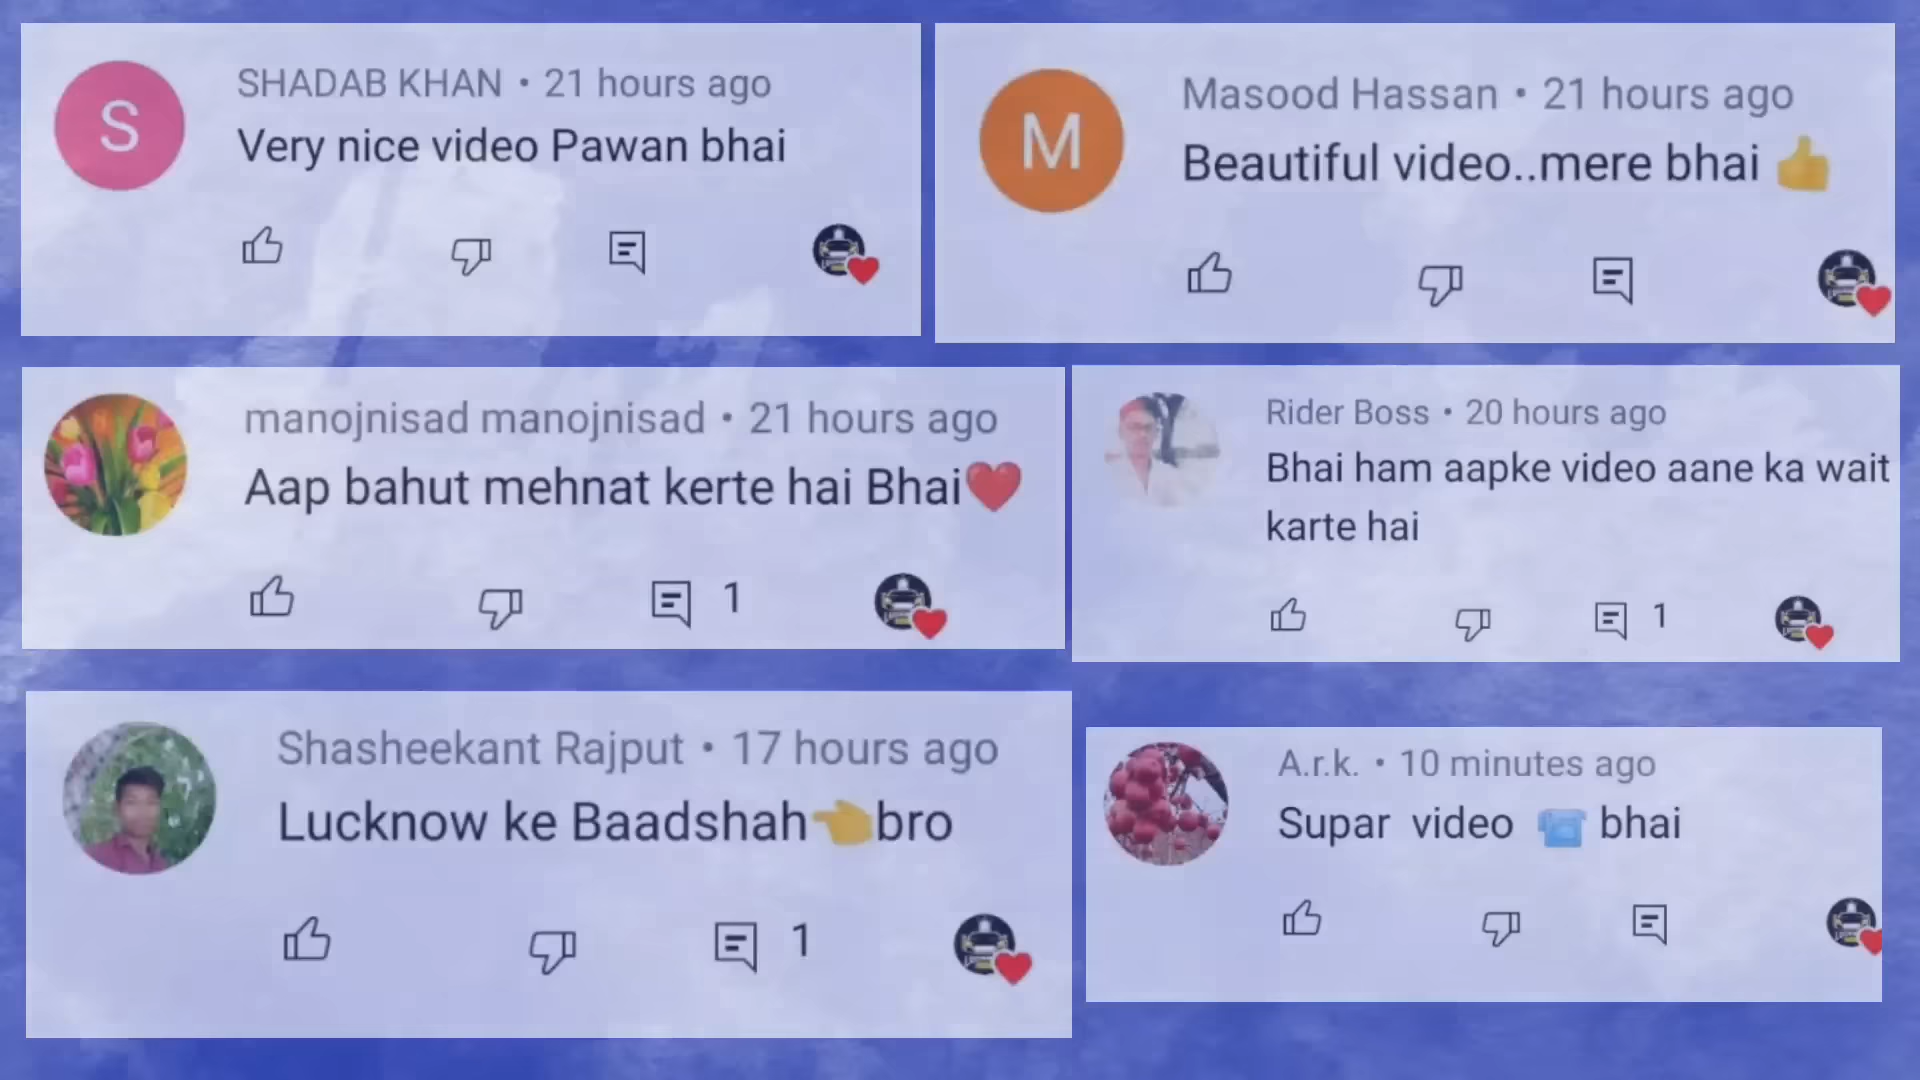 S
SHADAB KHAN • 21 hours ago
Very nice video Pawan bhai
M
Masood Hassan • 21 hours ago
Beautiful video..mere bhai 👍
manojnisad manojnisad • 21 hours ago
Aap bahut mehnat kerte hai Bhai❤️
1
Rider Boss • 20 hours ago
Bhai ham aapke video aane ka wait
karte hai
1
Shasheekant Rajput • 17 hours ago
Lucknow ke Baadshah👈bro
1
A.r.k. • 10 minutes ago
Supar video bhai